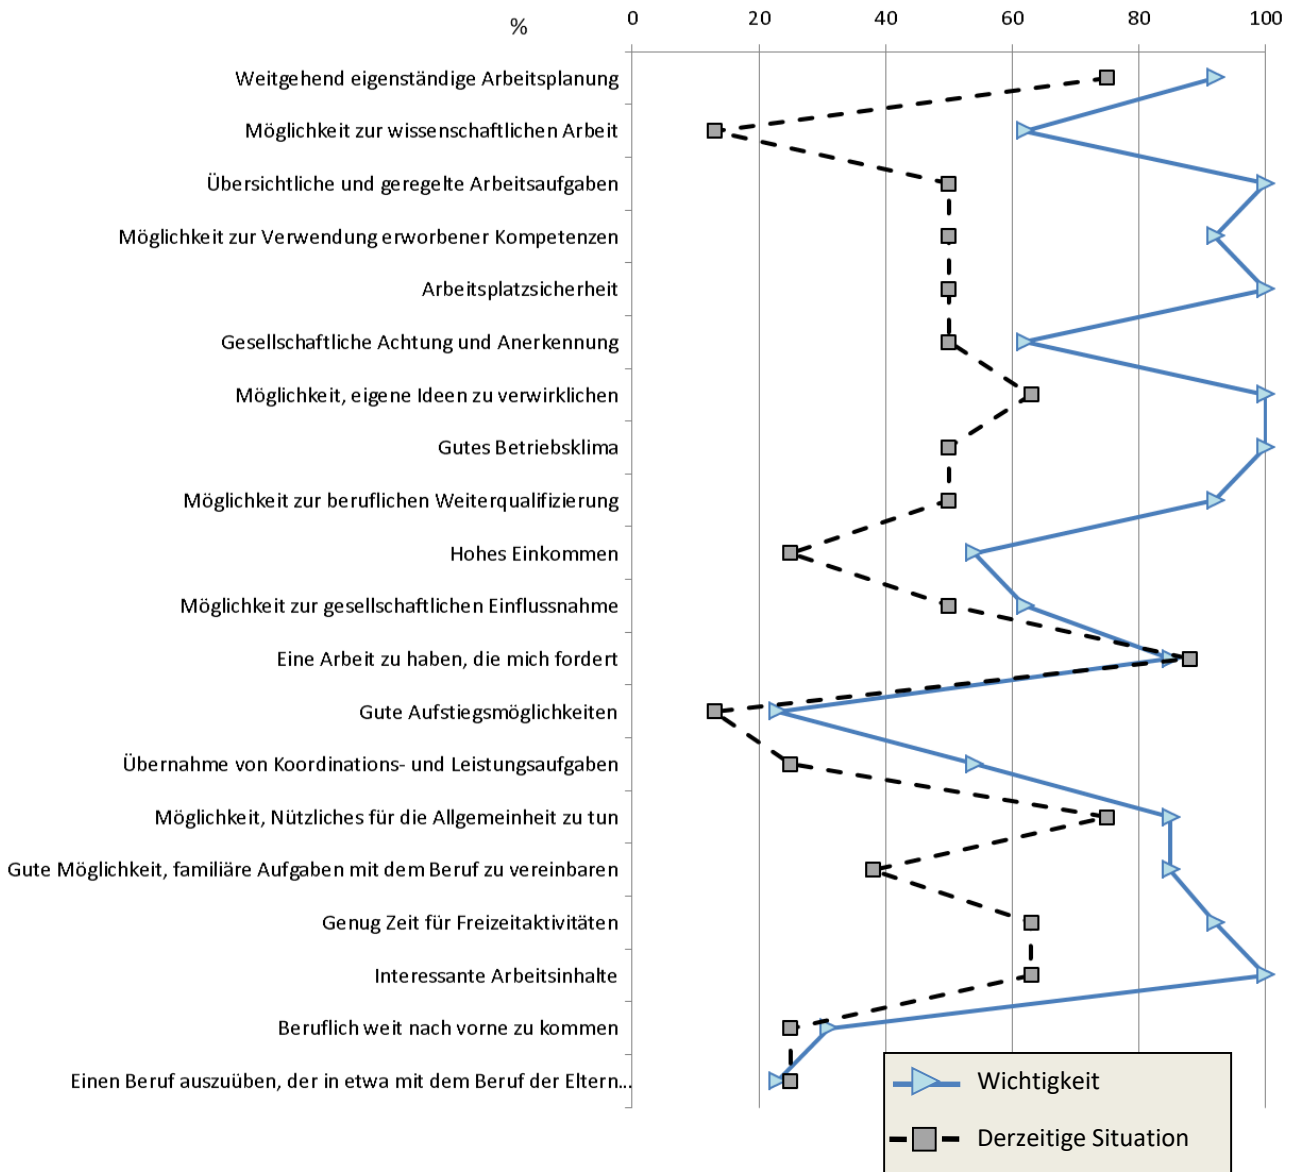 % 0 20 40 60 80 100
Weitgehend eigenständige Arbeitsplanung
Möglichkeit zur wissenschaftlichen Arbeit
Übersichtliche und geregelte Arbeitsaufgaben
Möglichkeit zur Verwendung erworbener Kompetenzen
Arbeitsplatzsicherheit
Gesellschaftliche Achtung und Anerkennung
Möglichkeit, eigene Ideen zu verwirklichen
Gutes Betriebsklima
Möglichkeit zur beruflichen Weiterqualifizierung
Hohes Einkommen
Möglichkeit zur gesellschaftlichen Einflussnahme
Eine Arbeit zu haben, die mich fordert
Gute Aufstiegsmöglichkeiten
Übernahme von Koordinations- und Leistungsaufgaben
Möglichkeit, Nützliches für die Allgemeinheit zu tun
Gute Möglichkeit, familiäre Aufgaben mit dem Beruf zu vereinbaren
Genug Zeit für Freizeitaktivitäten
Interessante Arbeitsinhalte
Beruflich weit nach vorne zu kommen
Einen Beruf auszuüben, der in etwa mit dem Beruf der Eltern...
Wichtigkeit
Derzeitige Situation